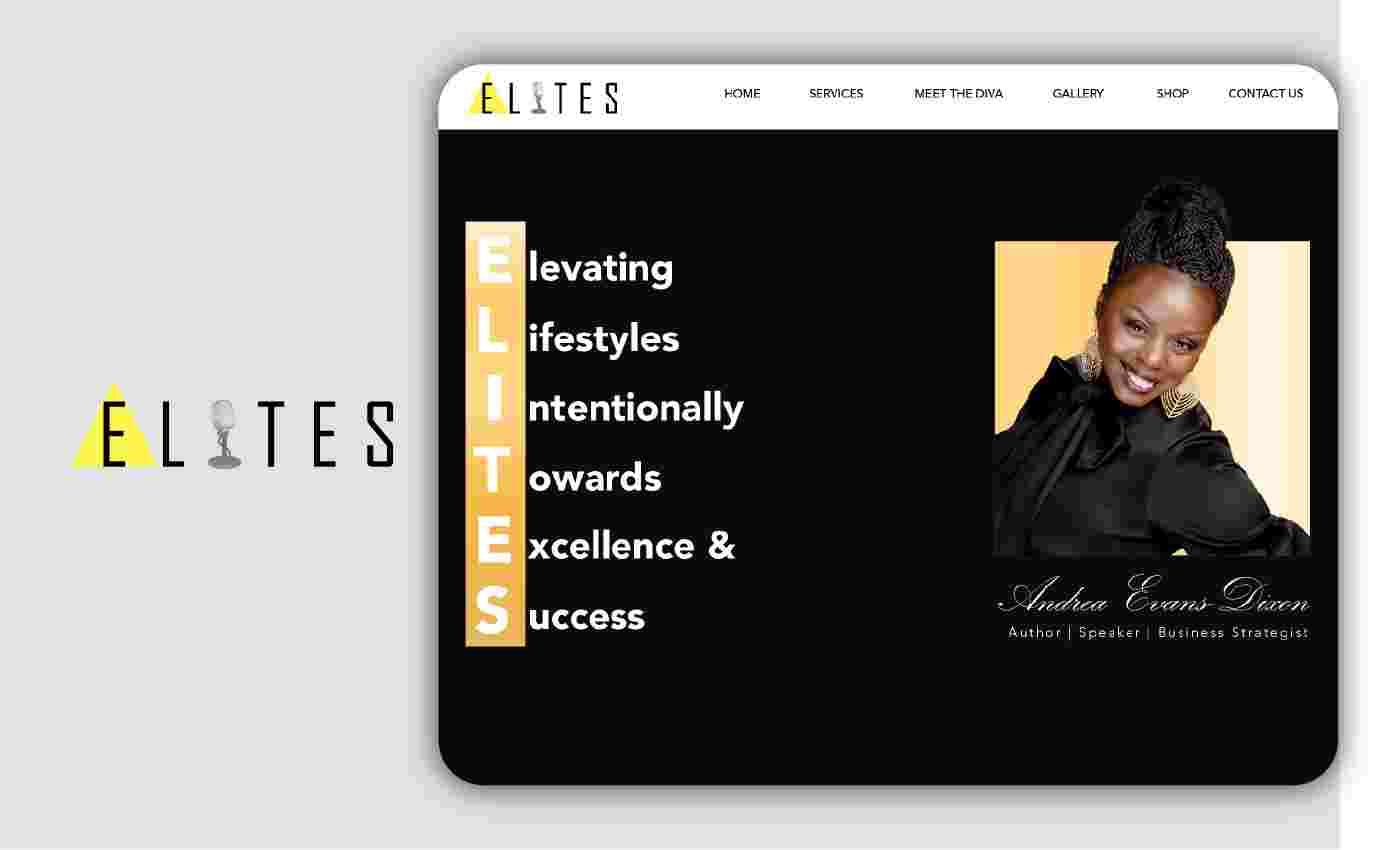 ELITES
ELITES
HOME SERVICES MEET THE DIVA GALLERY SHOP CONTACT US
Elevating
Lifestyles
Intentionally
Towards
Excellence &
Success
Andrea Evans-Dixon
Author | Speaker | Business Strategist